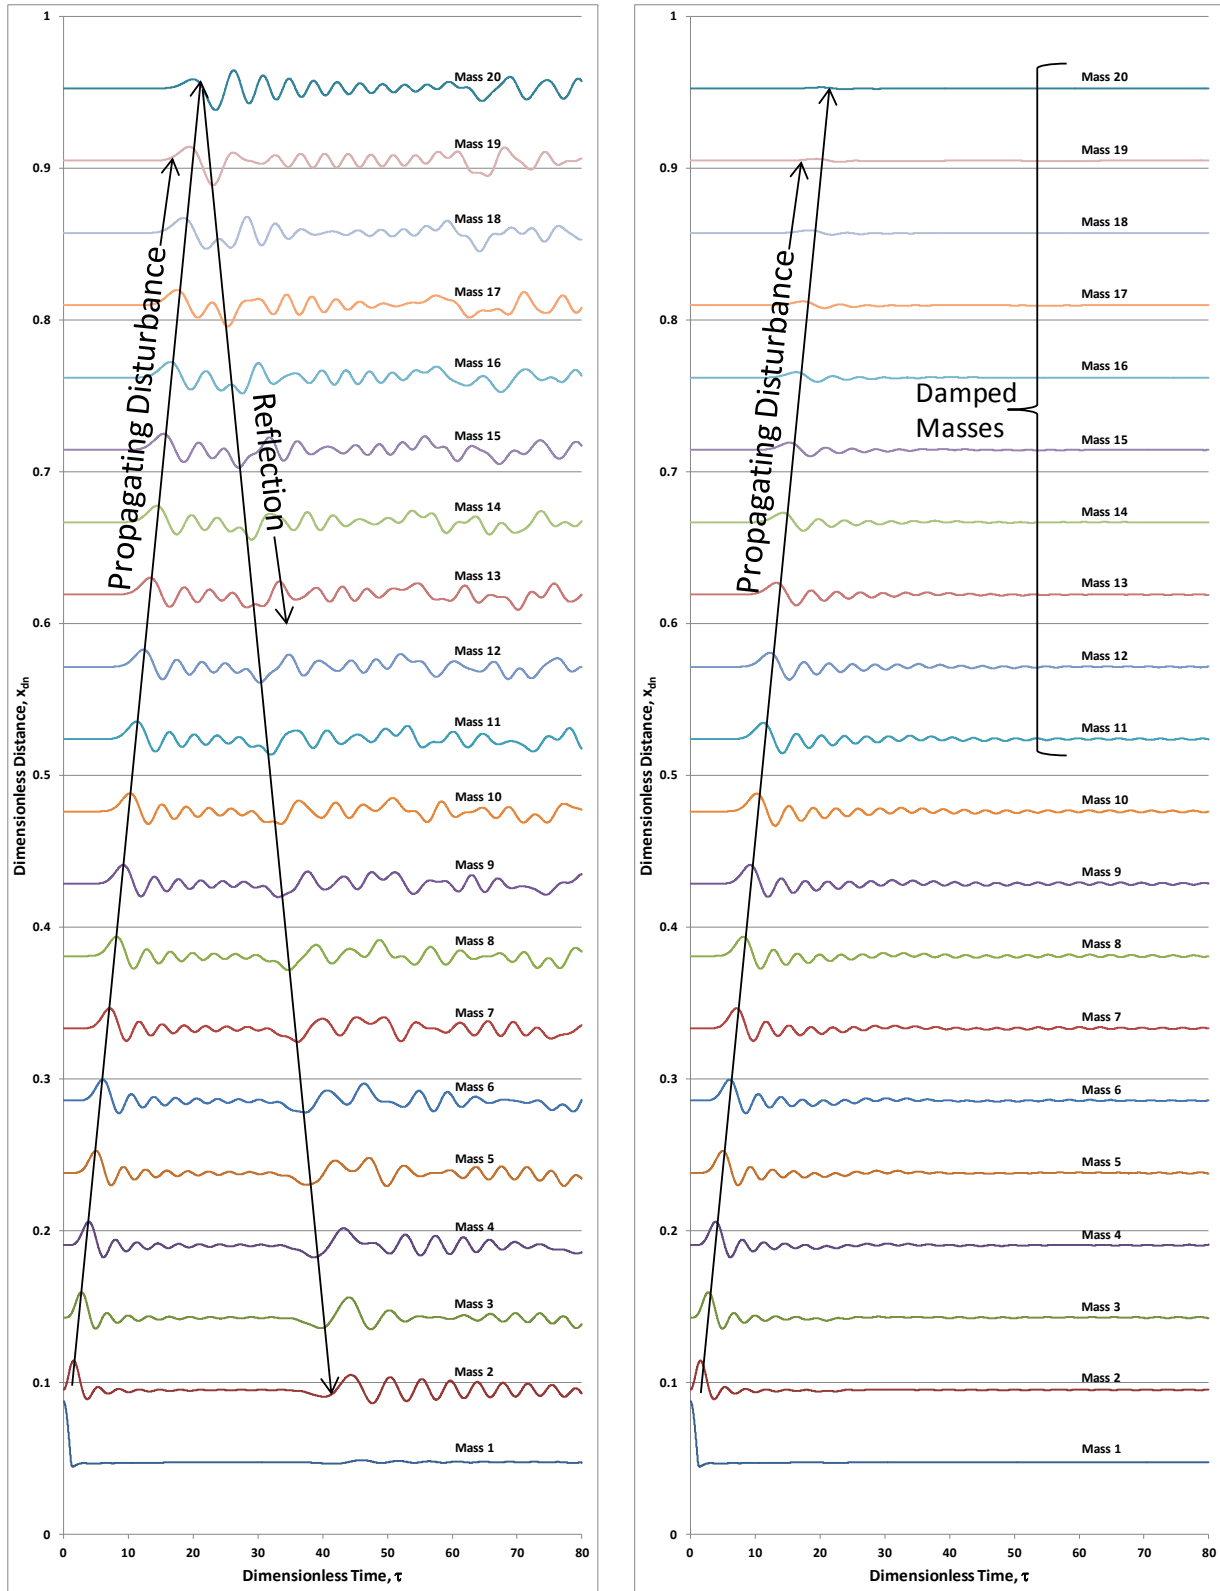 1
0.9
0.8
0.7
0.6
0.5
0.4
0.3
0.2
0.1
0
Dimensionless Distance, x_dn
Mass 20
Mass 19
Mass 18
Mass 17
Mass 16
Mass 15
Mass 14
Mass 13
Mass 12
Mass 11
Mass 10
Mass 9
Mass 8
Mass 7
Mass 6
Mass 5
Mass 4
Mass 3
Mass 2
Mass 1
Propagating Disturbance
Reflection
0 10 20 30 40 50 60 70 80
Dimensionless Time, τ
1
0.9
0.8
0.7
0.6
0.5
0.4
0.3
0.2
0.1
0
Dimensionless Distance, x_dn
Mass 20
Mass 19
Mass 18
Mass 17
Mass 16
Mass 15
Mass 14
Mass 13
Mass 12
Mass 11
Mass 10
Mass 9
Mass 8
Mass 7
Mass 6
Mass 5
Mass 4
Mass 3
Mass 2
Mass 1
Propagating Disturbance
Damped
Masses
0 10 20 30 40 50 60 70 80
Dimensionless Time, τ